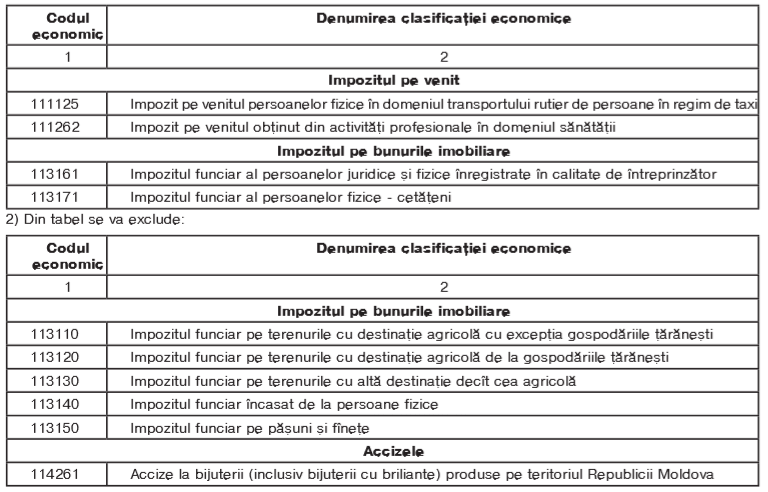 Codul economic Denumirea clasificației economice
1 2
Impozitul pe venit
111125 Impozit pe venitul persoanelor fizice în domeniul transportului rutier de persoane în regim de taxi
111262 Impozit pe venitul obținut din activități profesionale în domeniul sănătății
Impozitul pe bunurile imobiliare
113161 Impozitul funciar al persoanelor juridice și fizice înregistrate în calitate de întreprinzător
113171 Impozitul funciar al persoanelor fizice - cetățeni
2) Din tabel se va exclude:
Codul economic Denumirea clasificației economice
1 2
Impozitul pe bunurile imobiliare
113110 Impozitul funciar pe terenurile cu destinație agricolă cu excepția gospodăriile țărănești
113120 Impozitul funciar pe terenurile cu destinație agricolă de la gospodăriile țărănești
113130 Impozitul funciar pe terenurile cu altă destinație decît cea agricolă
113140 Impozitul funciar încasat de la persoane fizice
113150 Impozitul funciar pe pășuni și fînețe
Accizele
114261 Accize la bijuterii (inclusiv bijuterii cu briliante) produse pe teritoriul Republicii Moldova